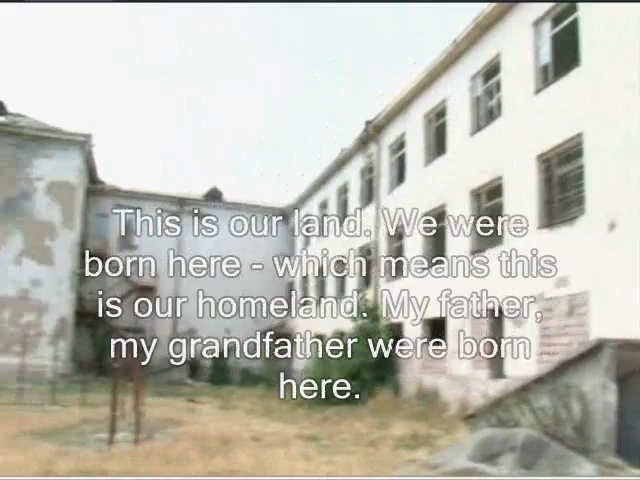 This is our land. We were
born here - which means this
is our homeland. My father,
my grandfather were born
here.